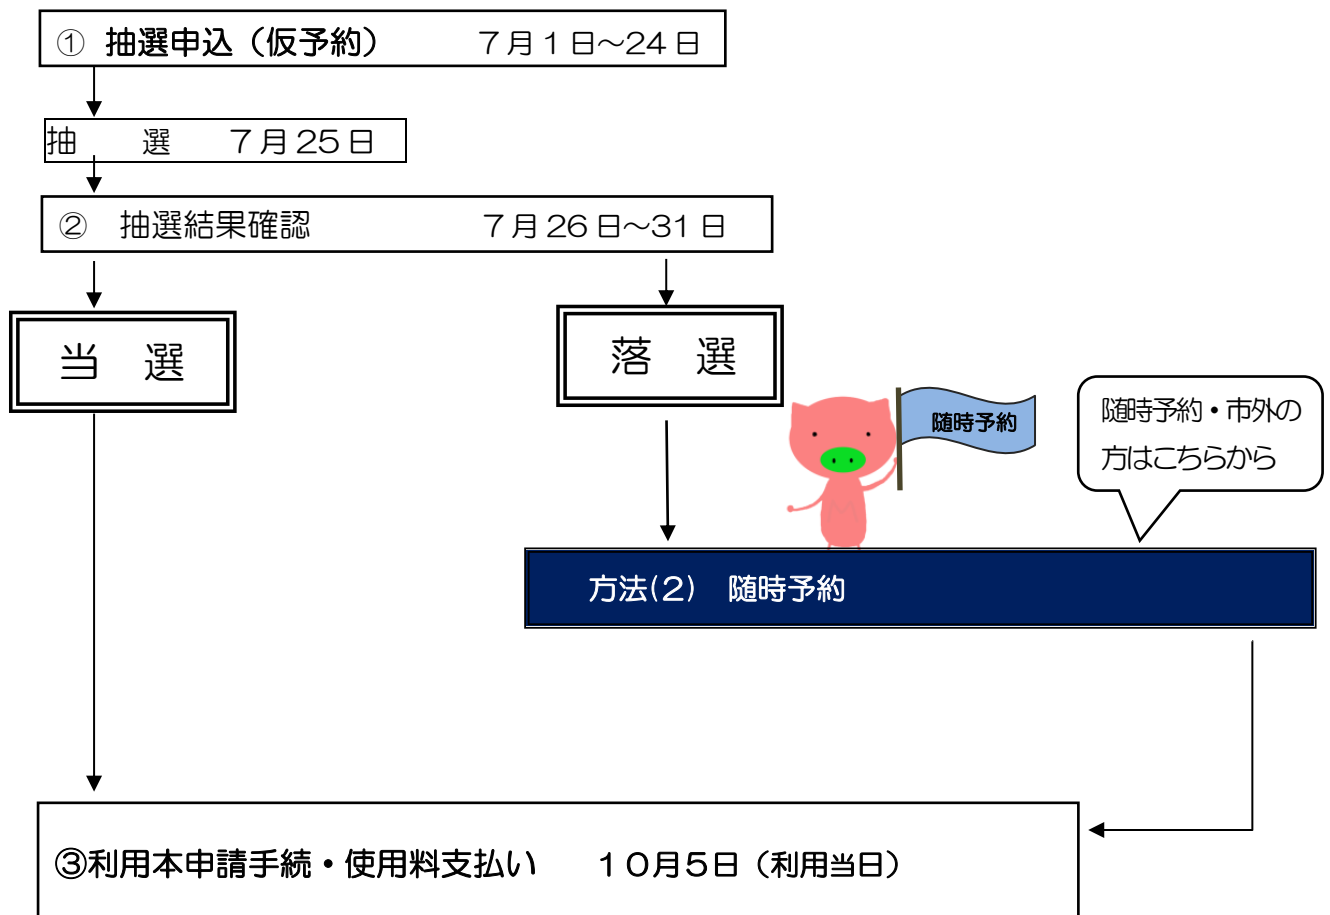 ① 抽選申込（仮予約）　７月１日～24日
抽　選　７月25日
②　抽選結果確認　７月26日～31日
当　選
落　選
随時予約
随時予約・市外の
方はこちらから
方法(２)　随時予約
③利用本申請手続・使用料支払い　１０月５日（利用当日）